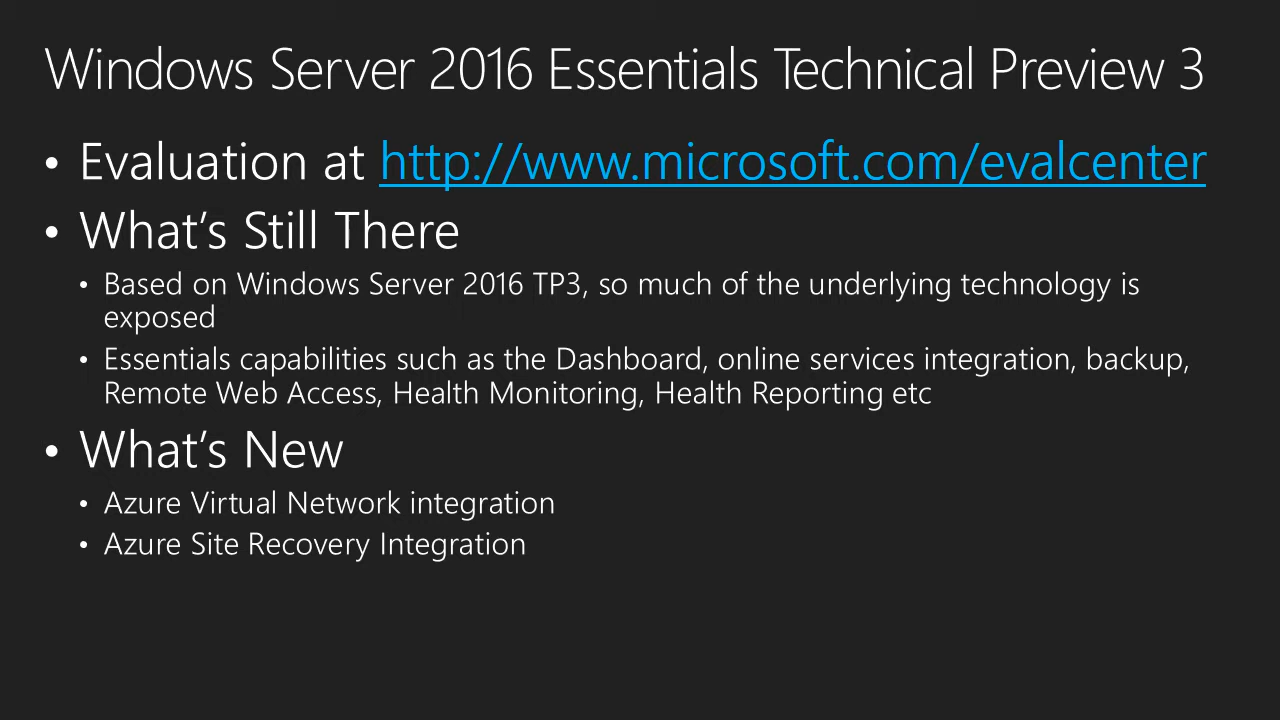 Windows Server 2016 Essentials Technical Preview 3
• Evaluation at http://www.microsoft.com/evalcenter
• What’s Still There
• Based on Windows Server 2016 TP3, so much of the underlying technology is
exposed
• Essentials capabilities such as the Dashboard, online services integration, backup,
Remote Web Access, Health Monitoring, Health Reporting etc
• What’s New
• Azure Virtual Network integration
• Azure Site Recovery Integration